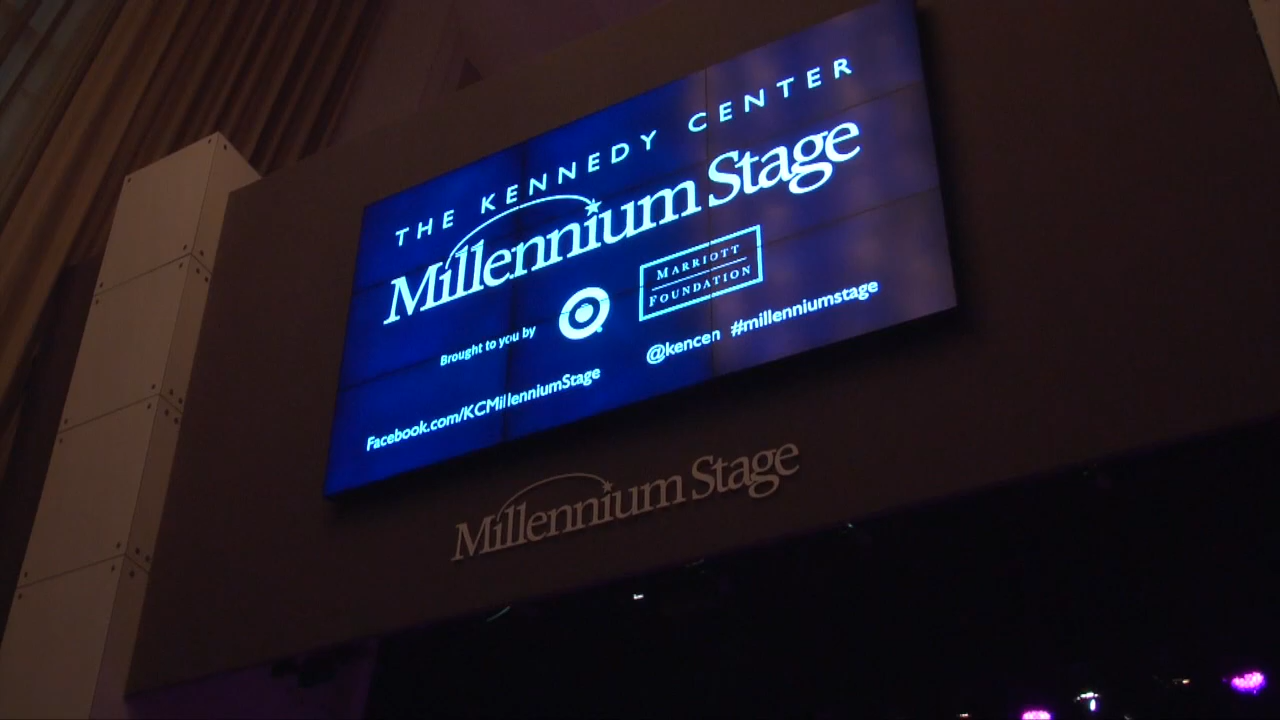 THE KENNEDY CENTER
Millennium Stage
Brought to you by
MARRIOTT
FOUNDATION
Facebook.com/KCMillenniumStage
@kencen #millenniumstage
Millennium Stage